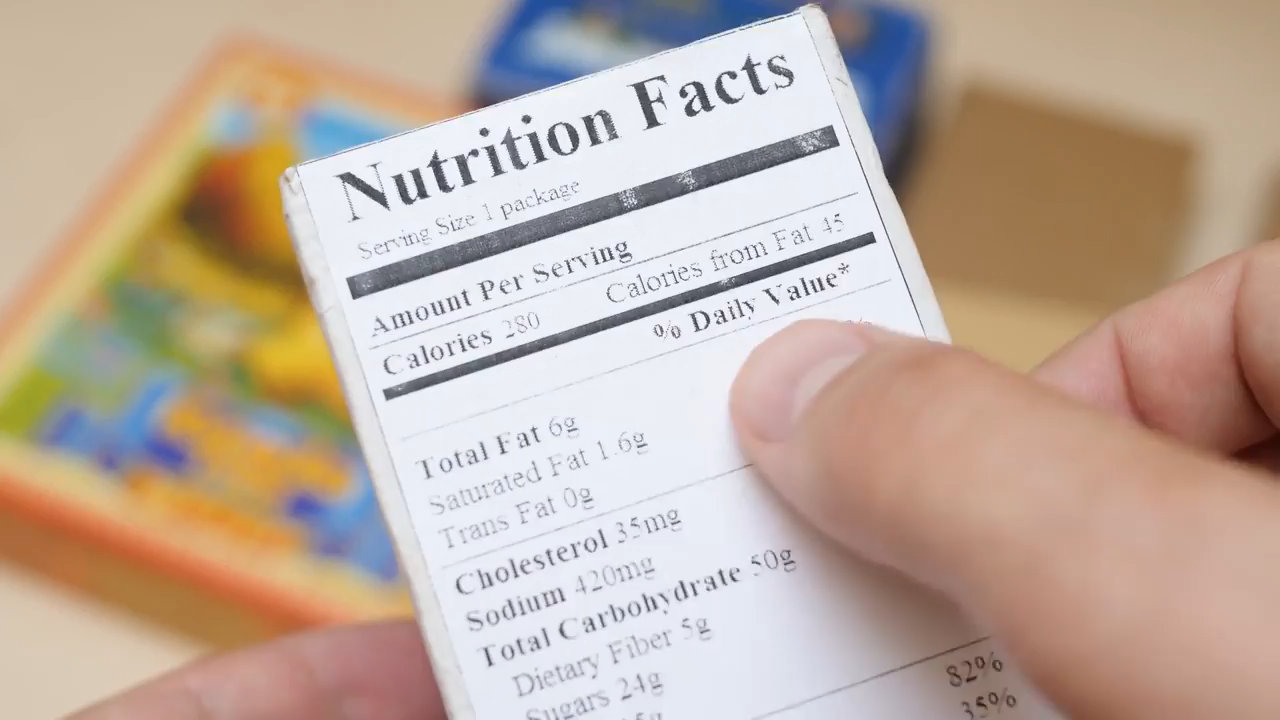 Nutrition Facts
Serving Size 1 package
Amount Per Serving
Calories 280 Calories from Fat 45
% Daily Value*
%
Total Fat 6g
Saturated Fat 1.6g
Trans Fat 0g
Cholesterol 35mg
Sodium 420mg
Total Carbohydrate 50g
Dietary Fiber 5g
Sugars 24g
82%
35%